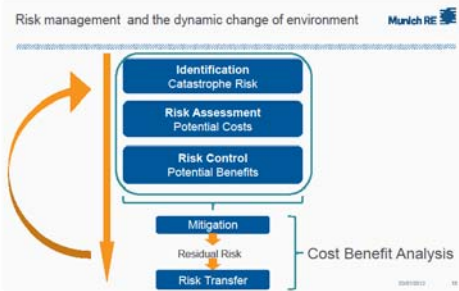 Risk management and the dynamic change of environment
Munich RE
Identification
Catastrophe Risk
Risk Assessment
Potential Costs
Risk Control
Potential Benefits
Mitigation
Residual Risk
Cost Benefit Analysis
Risk Transfer